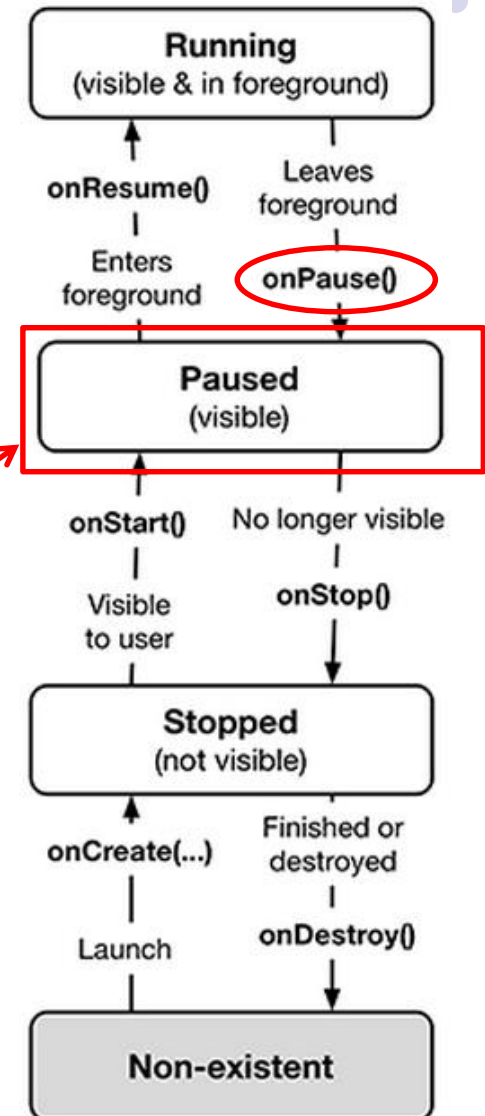 Running
(visible & in foreground)
onResume()
Enters
foreground
Leaves
foreground
onPause()
Paused
(visible)
onStart()
Visible
to user
No longer visible
onStop()
Stopped
(not visible)
onCreate(...)
Launch
Finished or
destroyed
onDestroy()
Non-existent